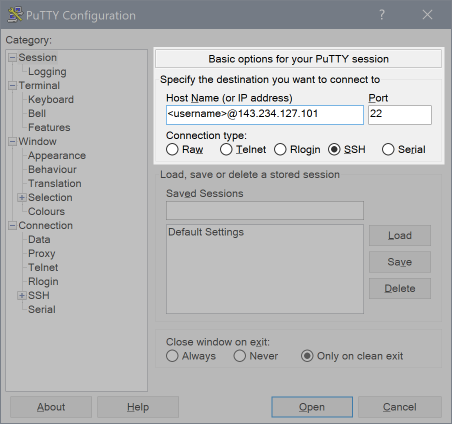 PuTTY Configuration
?
Category:
Session
Logging
Terminal
Keyboard
Bell
Features
Window
Appearance
Behaviour
Translation
Selection
Colours
Connection
Data
Proxy
Telnet
Rlogin
SSH
Serial
Basic options for your PuTTY session
Specify the destination you want to connect to
Host Name (or IP address) Port
<username>@143.234.127.101 22
Connection type:
Raw Telnet Rlogin SSH Serial
Load, save or delete a stored session
Saved Sessions
Default Settings
Load
Save
Delete
Close window on exit:
Always Never Only on clean exit
About Help Open Cancel